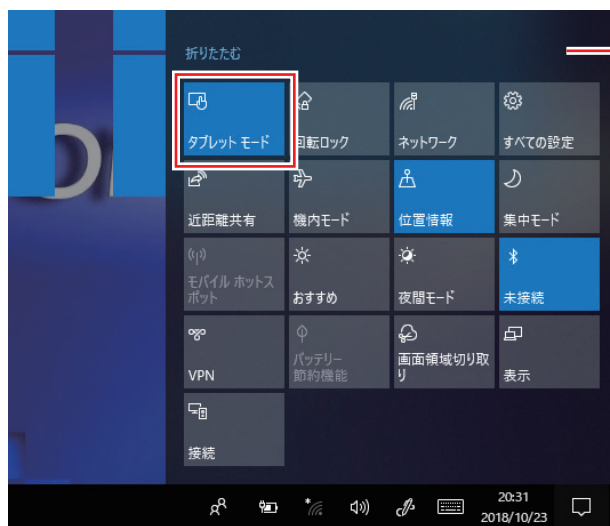 折りたたむ
タブレット モード
回転ロック
ネットワーク
すべての設定
近距離共有
機内モード
位置情報
集中モード
モバイル ホットス
ポット
おすすめ
夜間モード
未接続
VPN
バッテリー
節約機能
画面領域切り取
り
表示
接続
20:31
2018/10/23